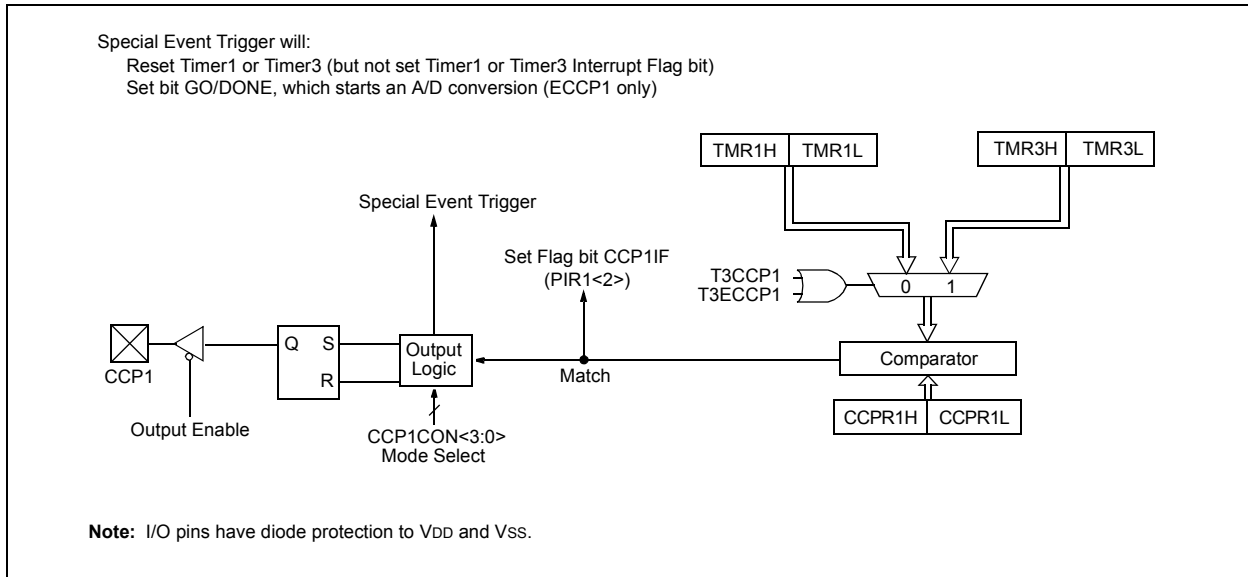 Special Event Trigger will:
Reset Timer1 or Timer3 (but not set Timer1 or Timer3 Interrupt Flag bit)
Set bit GO/DONE, which starts an A/D conversion (ECCP1 only)
TMR1H TMR1L
TMR3H TMR3L
Special Event Trigger
Set Flag bit CCP1IF
(PIR1<2>)
T3CCP1
T3ECCP1
0 1
Q S
R
Output
Logic
Comparator
CCP1
Match
Output Enable
CCP1CON<3:0>
Mode Select
CCPR1H CCPR1L
Note: I/O pins have diode protection to VDD and VSS.